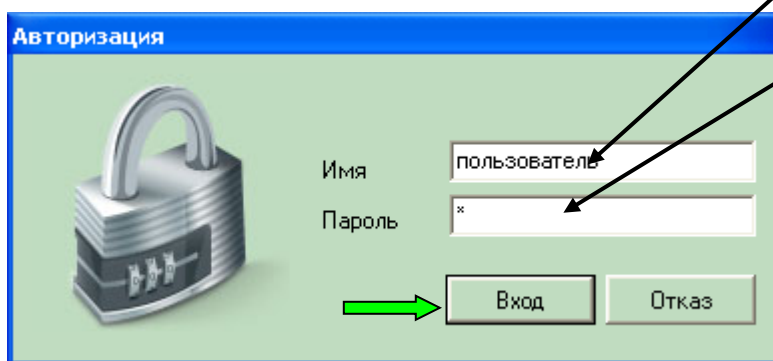 Авторизация
Имя
пользователь
Пароль
*
Вход
Отказ